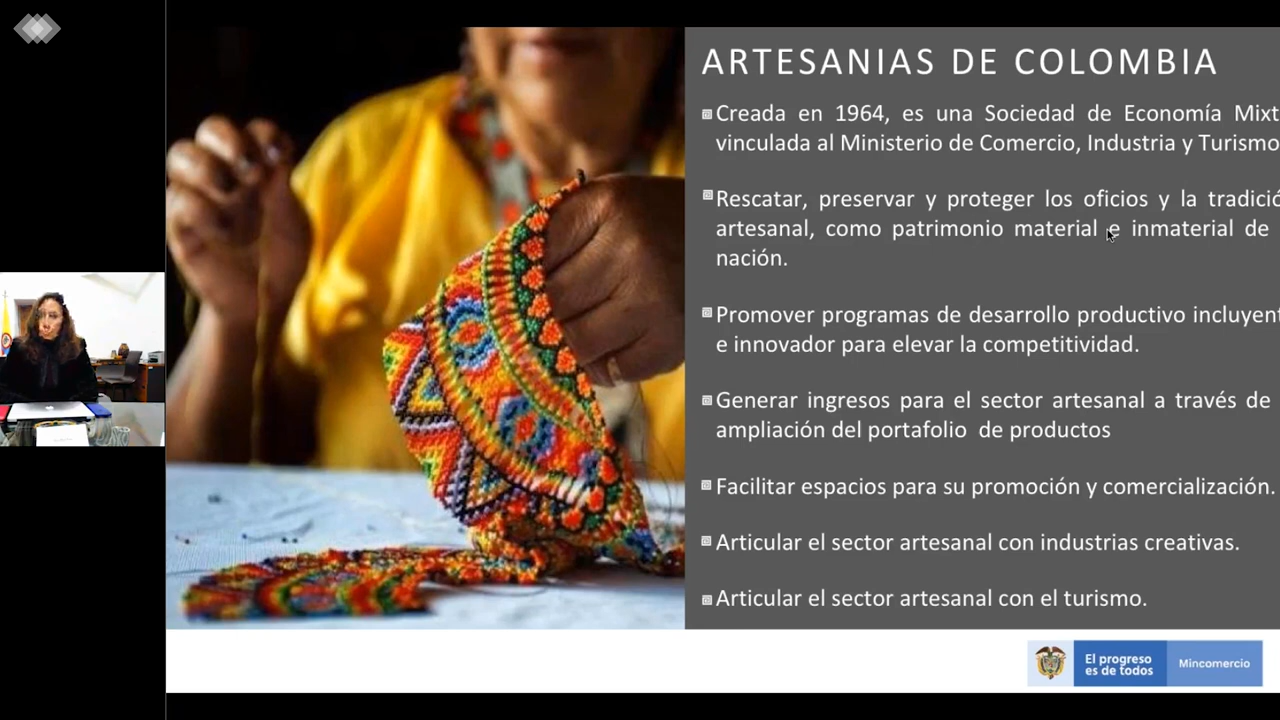 ARTESANIAS DE COLOMBIA
Creada en 1964, es una Sociedad de Economía Mixt
vinculada al Ministerio de Comercio, Industria y Turismo
Rescatar, preservar y proteger los oficios y la tradició
artesanal, como patrimonio material e inmaterial de
nación.
Promover programas de desarrollo productivo incluyent
e innovador para elevar la competitividad.
Generar ingresos para el sector artesanal a través de
ampliación del portafolio de productos
Facilitar espacios para su promoción y comercialización.
Articular el sector artesanal con industrias creativas.
Articular el sector artesanal con el turismo.
El progreso
es de todos
Mincomercio